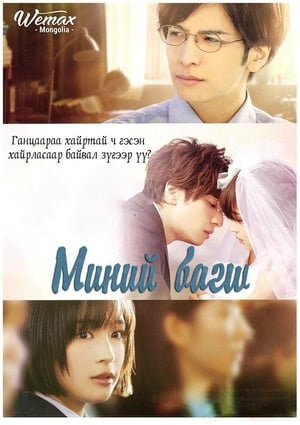 Wemax
- Mongolia -
Ганцаараа хайртай ч гэсэн
хайрласаар байвал зүгээр үү?
Миний багш